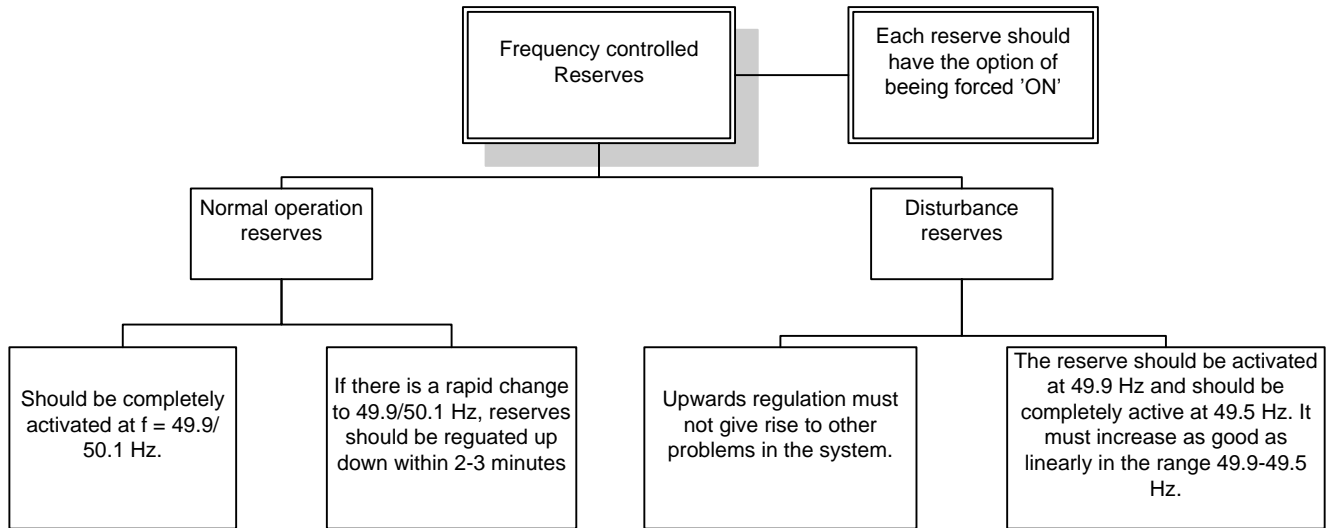 Frequency controlled
Reserves
Each reserve should
have the option of
beeing forced 'ON'
Normal operation
reserves
Disturbance
reserves
Should be completely
activated at f = 49.9/
50.1 Hz.
If there is a rapid change
to 49.9/50.1 Hz, reserves
should be reguated up
down within 2-3 minutes
Upwards regulation must
not give rise to other
problems in the system.
The reserve should be activated
at 49.9 Hz and should be
completely active at 49.5 Hz. It
must increase as good as
linearly in the range 49.9-49.5
Hz.